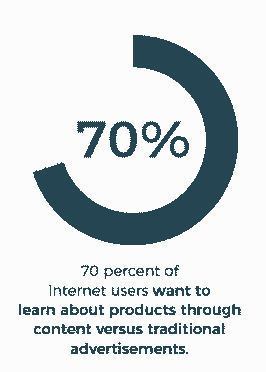 70%
70 percent of
Internet users want to
learn about products through
content versus traditional
advertisements.